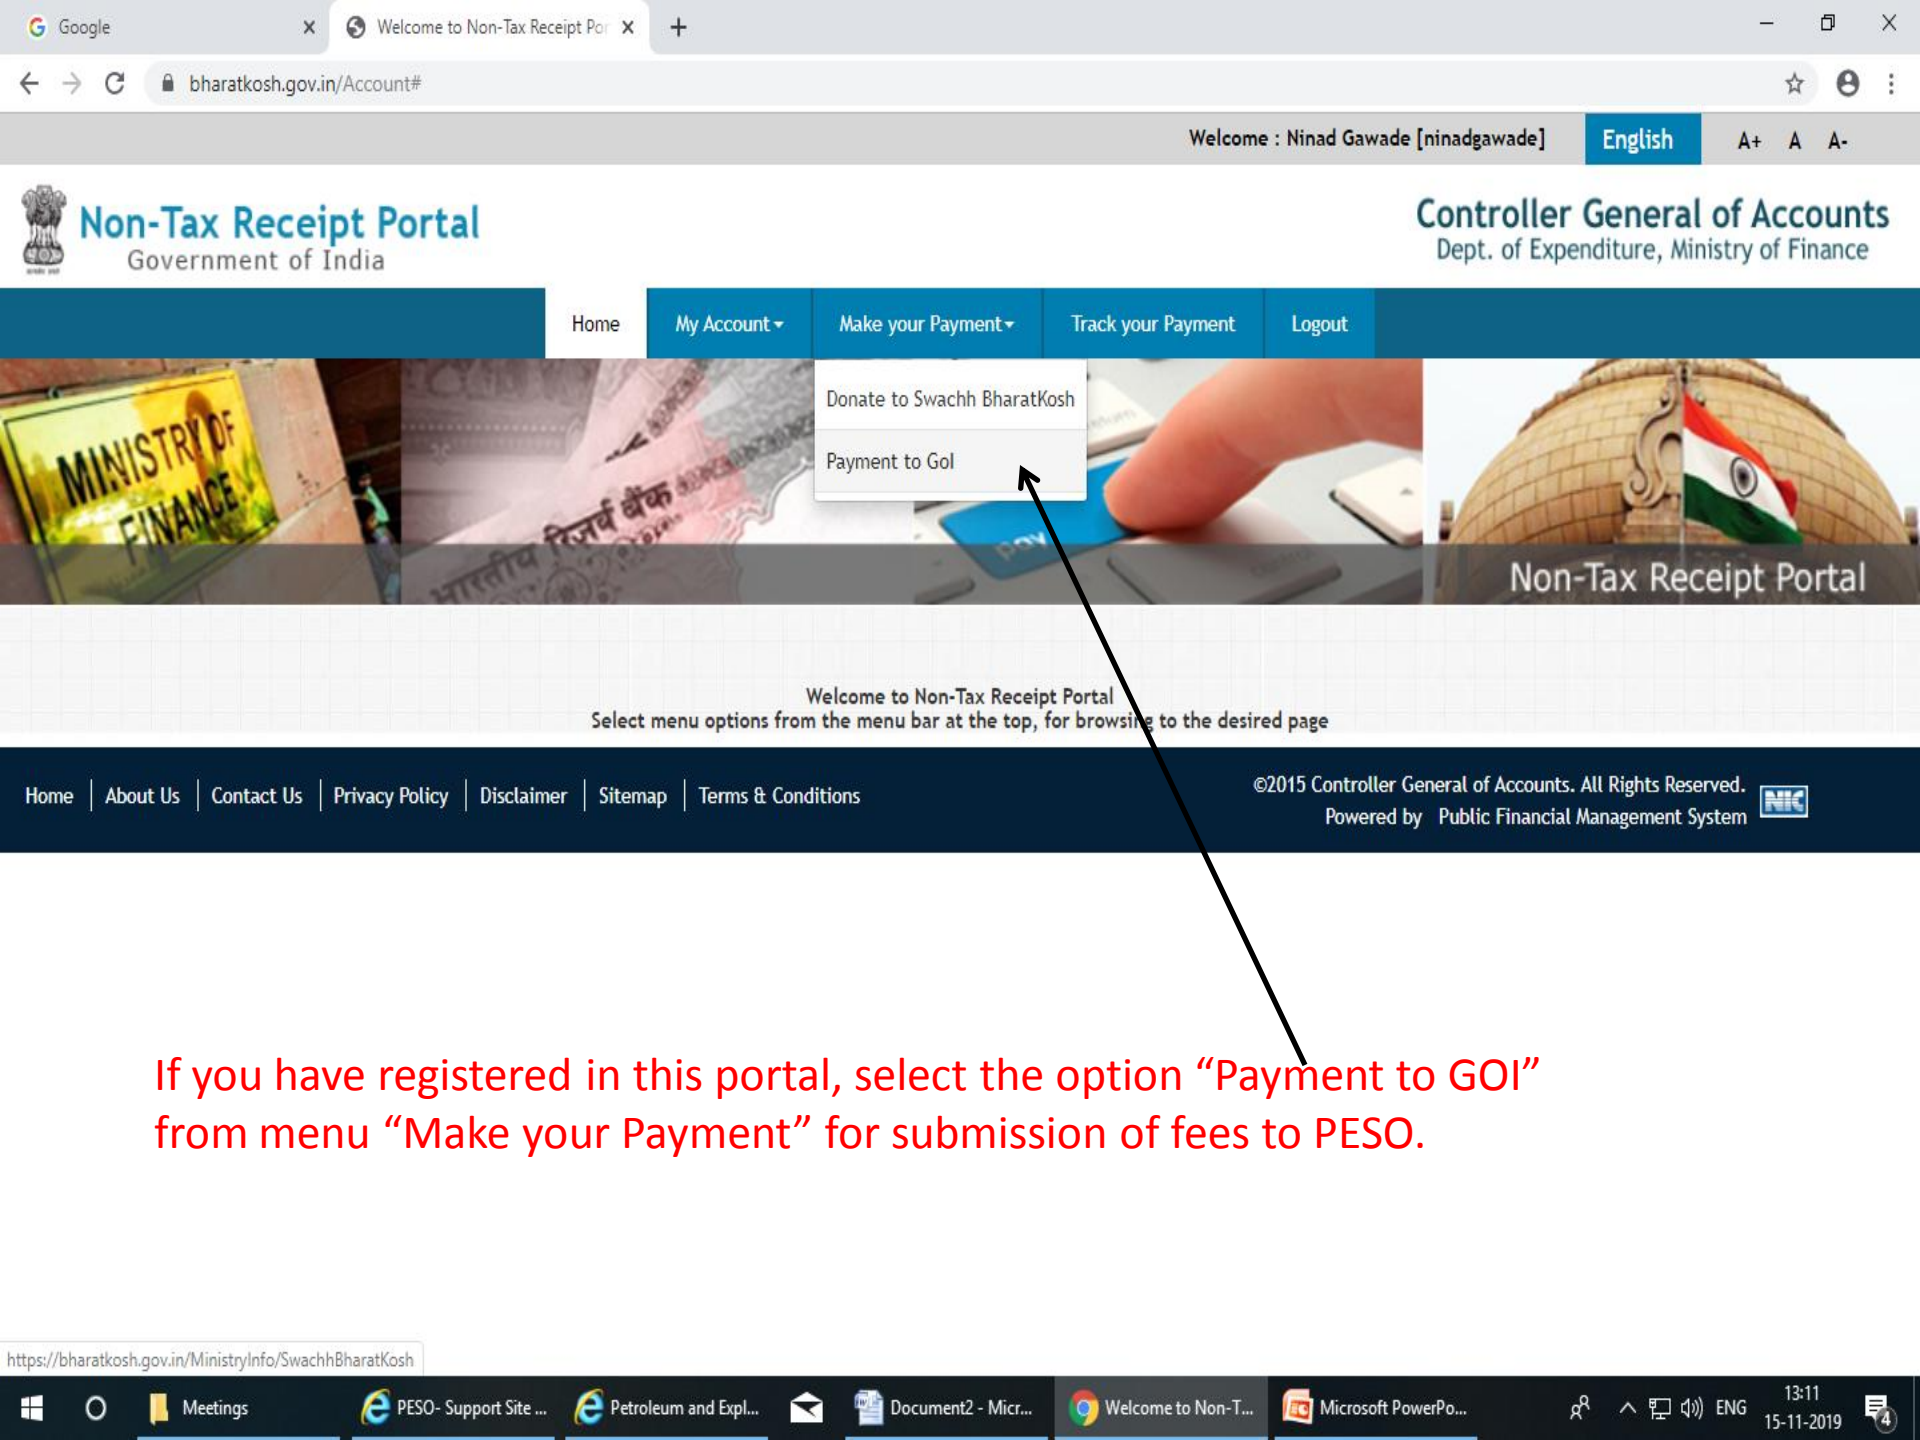 Google
Welcome to Non-Tax Receipt Por
bharatkosh.gov.in/Account#
Welcome : Ninad Gawade [ninadgawade]
English
A+ A A-
Non-Tax Receipt Portal
Government of India
Controller General of Accounts
Dept. of Expenditure, Ministry of Finance
Home
My Account
Make your Payment
Track your Payment
Logout
Donate to Swachh BharatKosh
Payment to GoI
MINISTRY OF
FINANCE
भारतीय रिज़र्व बैंक
pay
Non-Tax Receipt Portal
Welcome to Non-Tax Receipt Portal
Select menu options from the menu bar at the top, for browsing to the desired page
Home | About Us | Contact Us | Privacy Policy | Disclaimer | Sitemap | Terms & Conditions
©2015 Controller General of Accounts. All Rights Reserved.
Powered by Public Financial Management System
NIC
If you have registered in this portal, select the option “Payment to GOI”
from menu “Make your Payment” for submission of fees to PESO.
https://bharatkosh.gov.in/MinistryInfo/SwachhBharatKosh
Meetings
PESO- Support Site ...
Petroleum and Expl...
Document2 - Micr...
Welcome to Non-T...
Microsoft PowerPo...
ENG
13:11
15-11-2019
4